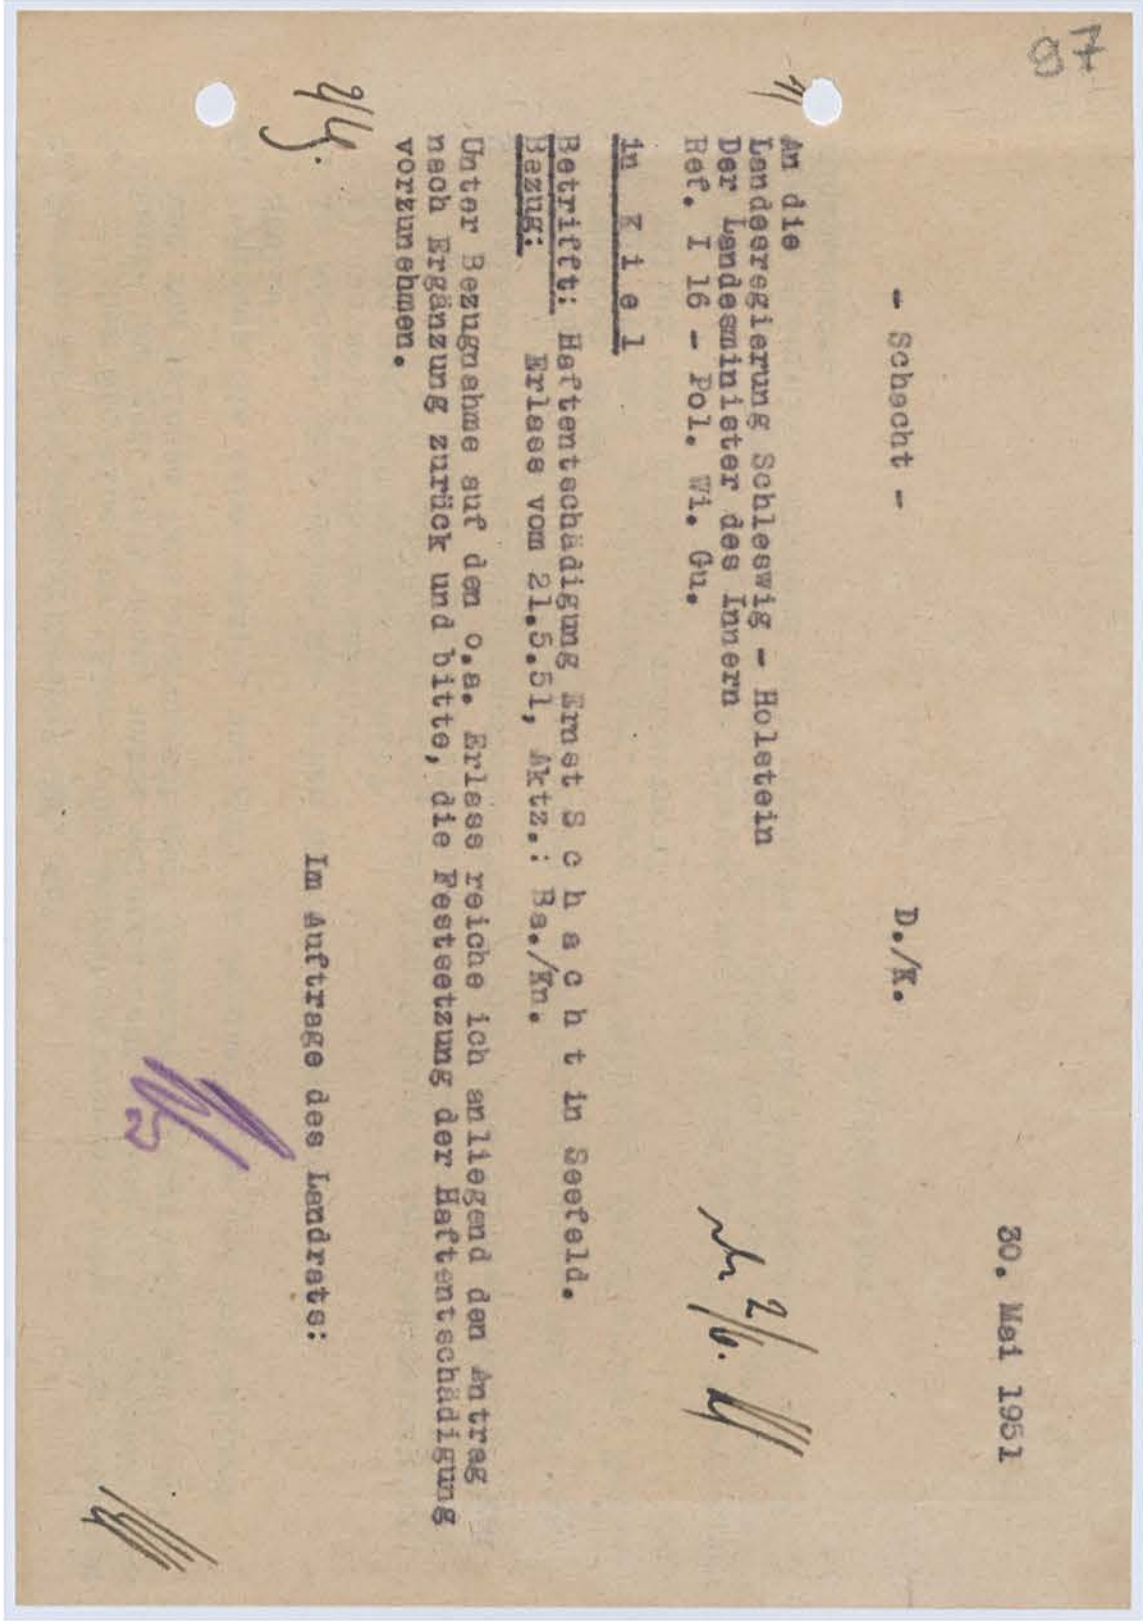 87
30. Mai 1951
- Schacht - D./K.
1)
An die
Landesregierung Schleswig - Holstein
Der Landesminister des Innern
Ref. I 16 - Pol. Wi. Gu.
in K i e l
Betrifft: Haftentschädigung Ernst S c h a c h t in Seefeld.
Bezug: Erlass vom 21.5.51, Aktz.: Ba./Kn.
Unter Bezugnahme auf den o.a. Erlass reiche ich anliegend den Antrag
nach Ergänzung zurück und bitte, die Festsetzung der Haftentschädigung
vorzunehmen.
Im Auftrage des Landrats:
2/6.